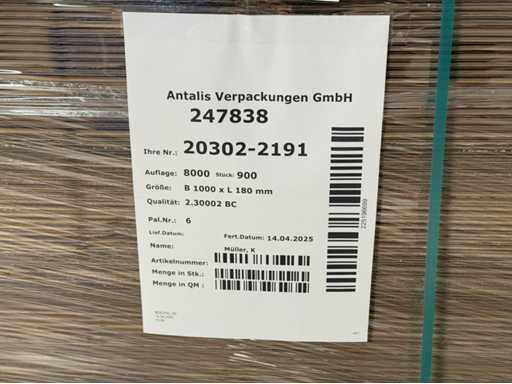 Antalis Verpackungen GmbH
247838
Ihre Nr.: 20302-2191
Auflage: 8000 Stück: 900
Größe: B 1000 x L 180 mm
Qualität: 2.30002 BC
Pal.Nr.: 6
Lief.Datum: Fert.Datum: 14.04.2025
Name: Müller, K
Artikelnummer:
Menge in Stk.:
Menge in QM :